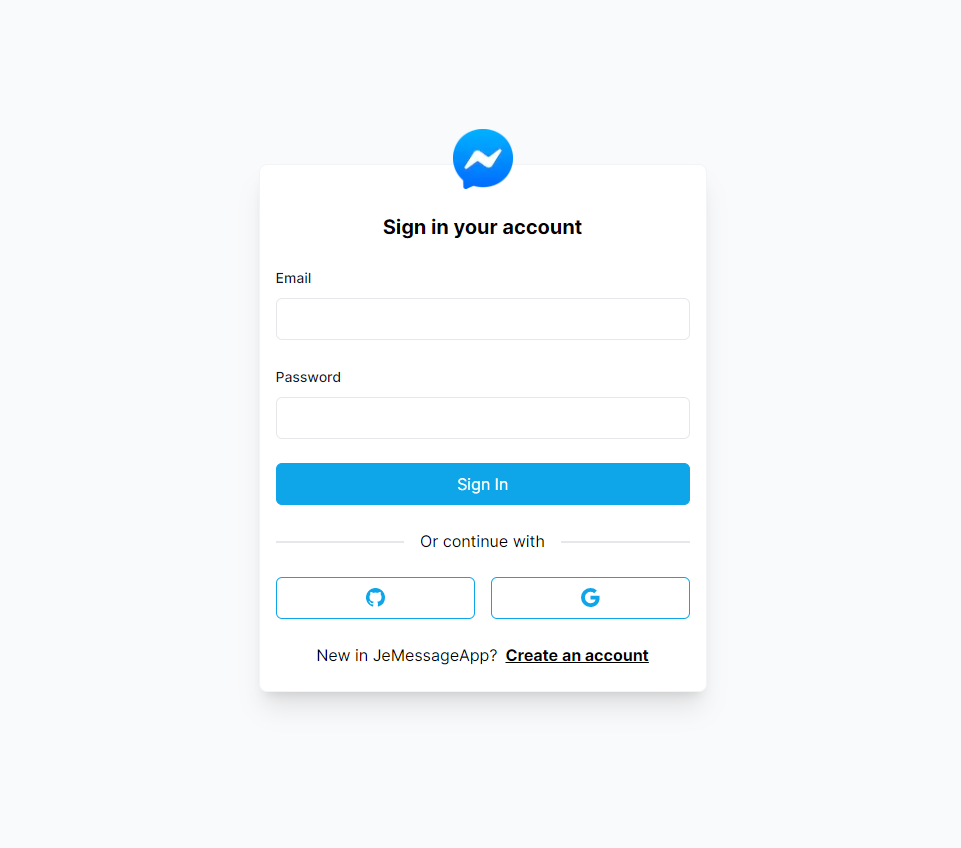 Sign in your account
Email
Password
Sign In
Or continue with
New in JeMessageApp? Create an account